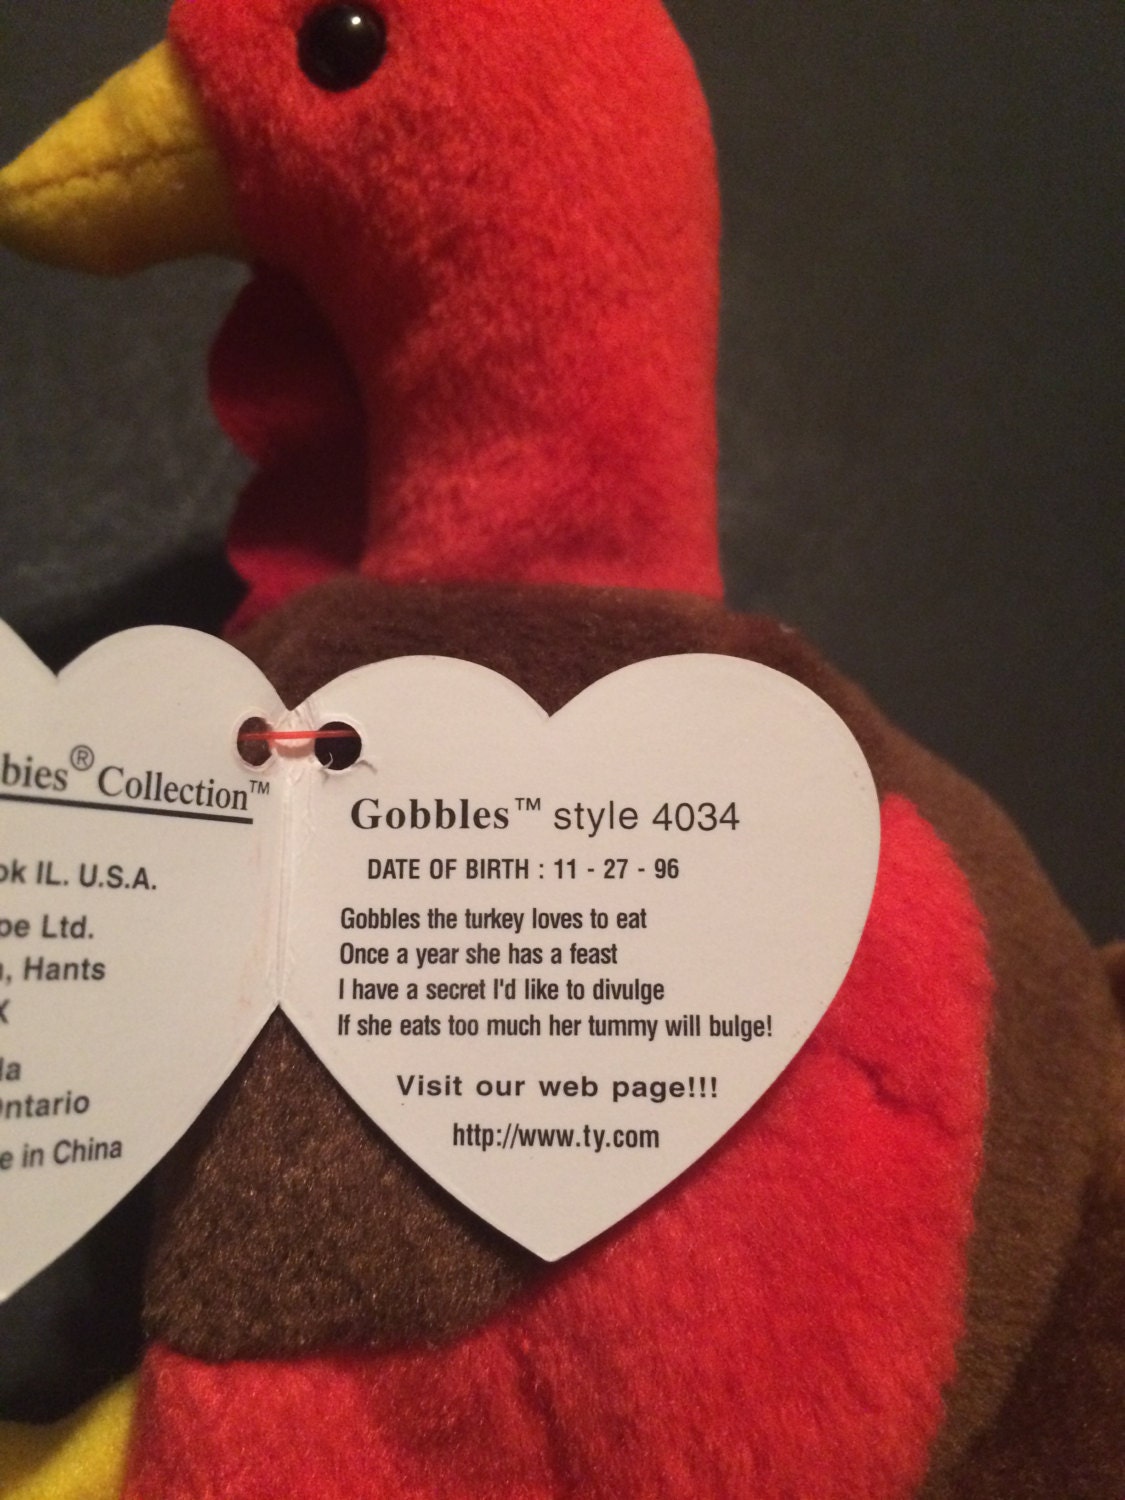 Collection™
IL. U.S.A.
Ltd.
Hants
Ontario
in China
Gobbles™ style 4034
DATE OF BIRTH : 11 - 27 - 96
Gobbles the turkey loves to eat
Once a year she has a feast
I have a secret I'd like to divulge
If she eats too much her tummy will bulge!
Visit our web page!!!
http://www.ty.com